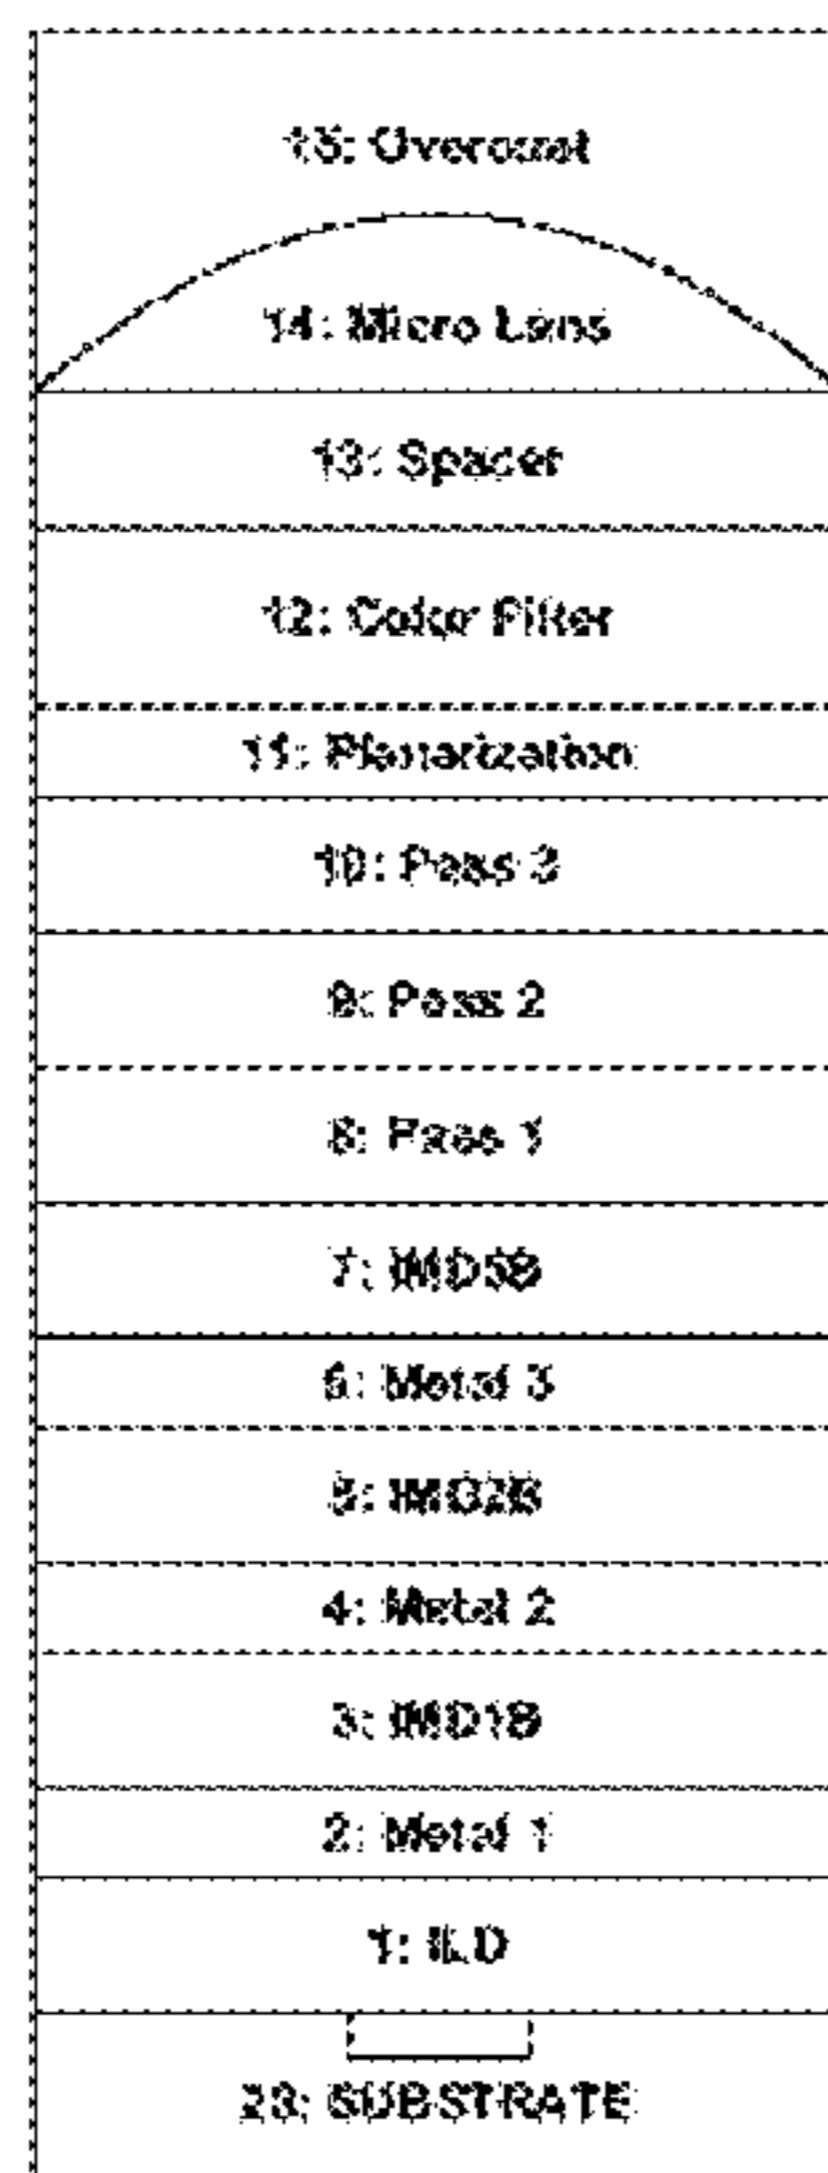 15: Overcoat
14: Micro Lens
13: Spacer
12: Color Filter
11: Planarization
10: Pass 3
9: Pass 2
8: Pass 1
7: IMD5B
6: Metal 3
5: IMD2B
4: Metal 2
3: IMD1B
2: Metal 1
1: ILD
SUBSTRATE